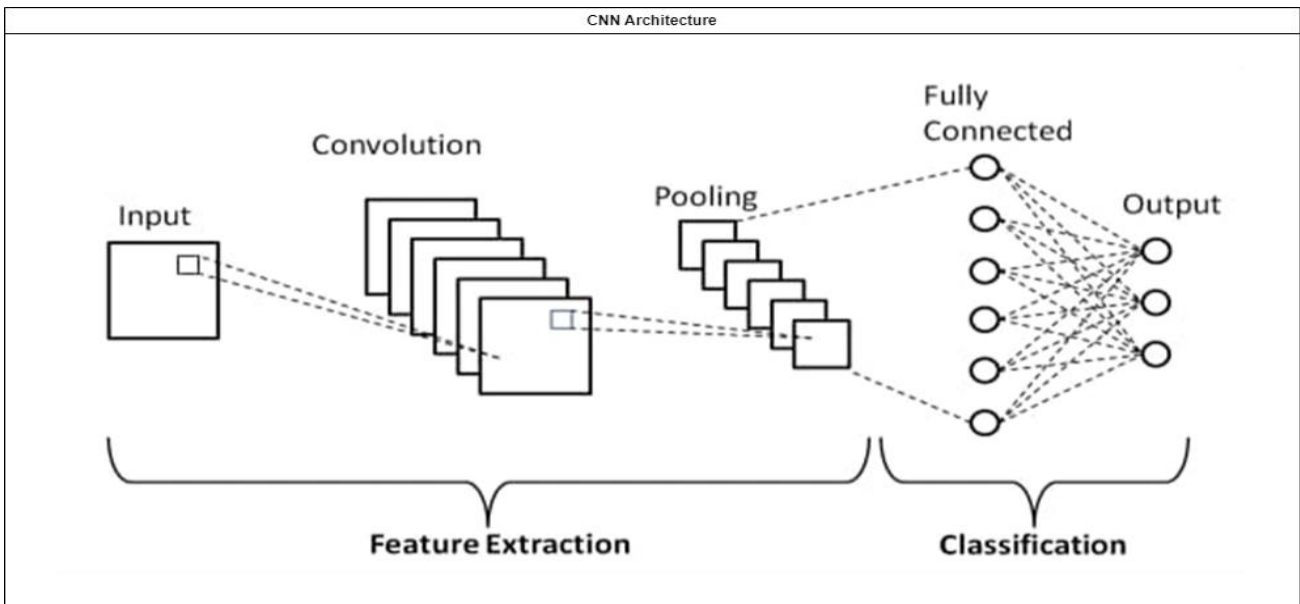 CNN Architecture
Fully
Connected
Convolution
Pooling
Input
Output
Feature Extraction
Classification